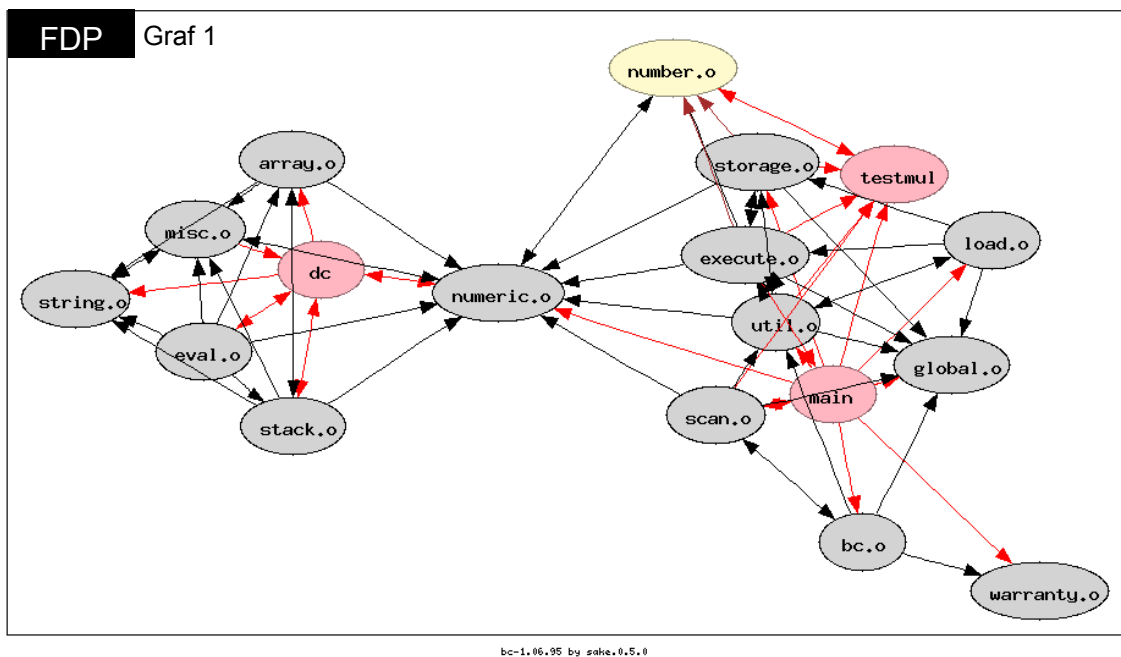 FDP Graf 1
number.o
array.o
storage.o
testmul
misc.o
load.o
execute.o
dc
string.o
numeric.o
util.o
eval.o
global.o
main
scan.o
stack.o
bc.o
warranty.o
bc-1.06.95 by sake.0.5.0